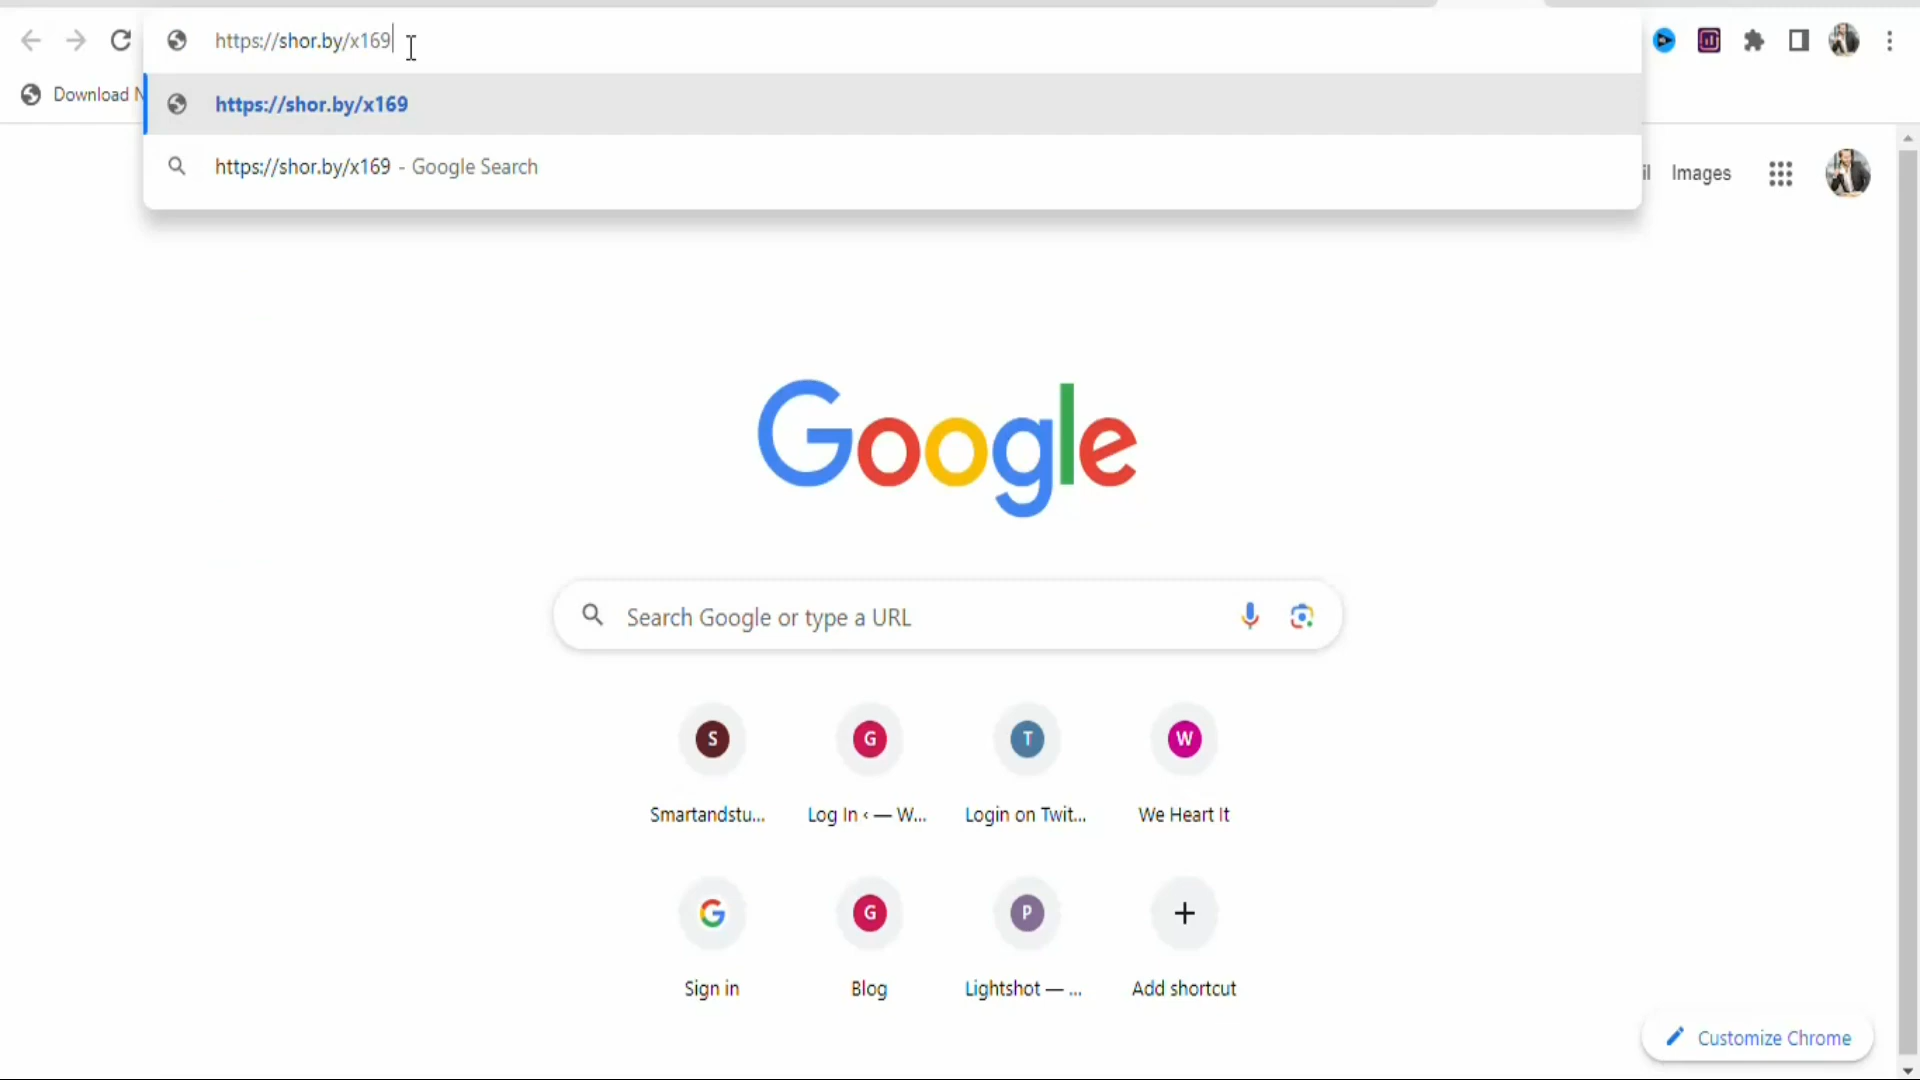 https://shor.by/x169
Download N
https://shor.by/x169
https://shor.by/x169 - Google Search
il Images
Google
Search Google or type a URL
S G T W
Smartandstu... Log In ‹ — W... Login on Twit... We Heart It
G G P
Sign in Blog Lightshot — ... Add shortcut
Customize Chrome